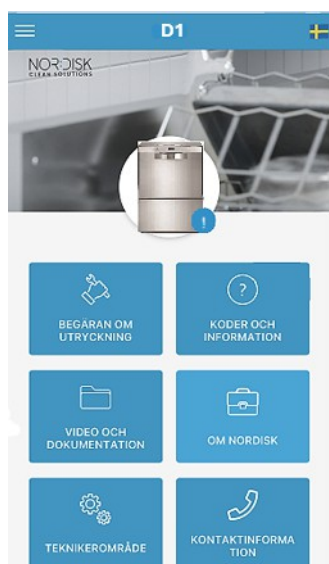 D1
NORDISK
CLEAN SOLUTIONS
BEGÄRAN OM
UTRYCKNING
KODER OCH
INFORMATION
VIDEO OCH
DOKUMENTATION
OM NORDISK
TEKNIKEROMRÅDE
KONTAKTINFORMA
TION